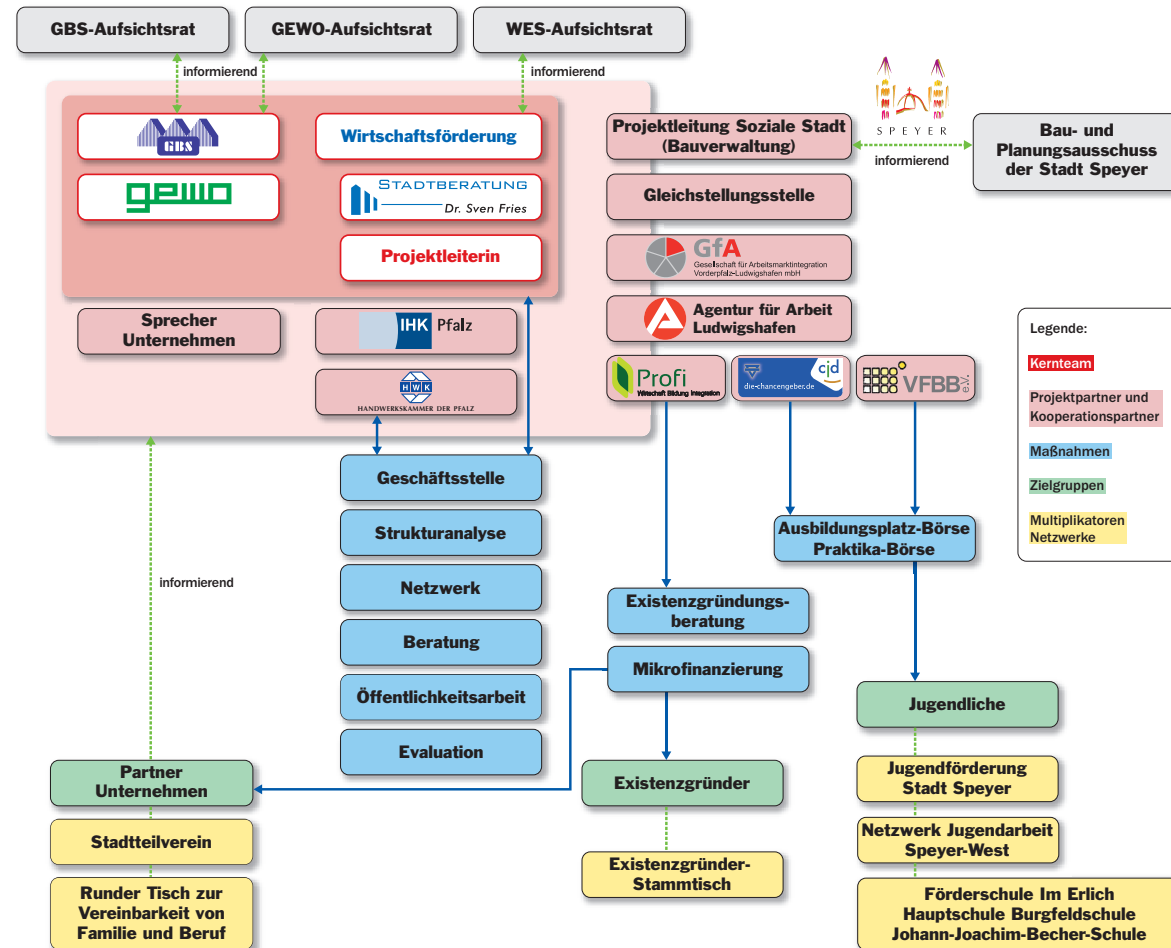 GBS-Aufsichtsrat
GEWO-Aufsichtsrat
WES-Aufsichtsrat
informierend
informierend
SPEYER
GBS
Wirtschaftsförderung
gewo
STADTBERATUNG
Dr. Sven Fries
Projektleiterin
Sprecher
Unternehmen
IHK Pfalz
HWK
HANDWERKSKAMMER DER PFALZ
Projektleitung Soziale Stadt
(Bauverwaltung)
informierend
Bau- und
Planungsausschuss
der Stadt Speyer
Gleichstellungsstelle
GfA
Gesellschaft für Arbeitsmarktintegration
Vorderpfalz-Ludwigshafen mbH
Agentur für Arbeit
Ludwigshafen
Profi
Wirtschaft Bildung Integration
cjd
die-chancengeber.de
VFBB e.V.
Legende:
Kernteam
Projektpartner und
Kooperationspartner
Maßnahmen
Zielgruppen
Multiplikatoren
Netzwerke
informierend
Geschäftsstelle
Strukturanalyse
Netzwerk
Beratung
Öffentlichkeitsarbeit
Evaluation
Ausbildungsplatz-Börse
Praktika-Börse
Existenzgründungs-
beratung
Mikrofinanzierung
Partner
Unternehmen
Stadtteilverein
Runder Tisch zur
Vereinbarkeit von
Familie und Beruf
Existenzgründer
Existenzgründer-
Stammtisch
Jugendliche
Jugendförderung
Stadt Speyer
Netzwerk Jugendarbeit
Speyer-West
Förderschule Im Erlich
Hauptschule Burgfeldschule
Johann-Joachim-Becher-Schule